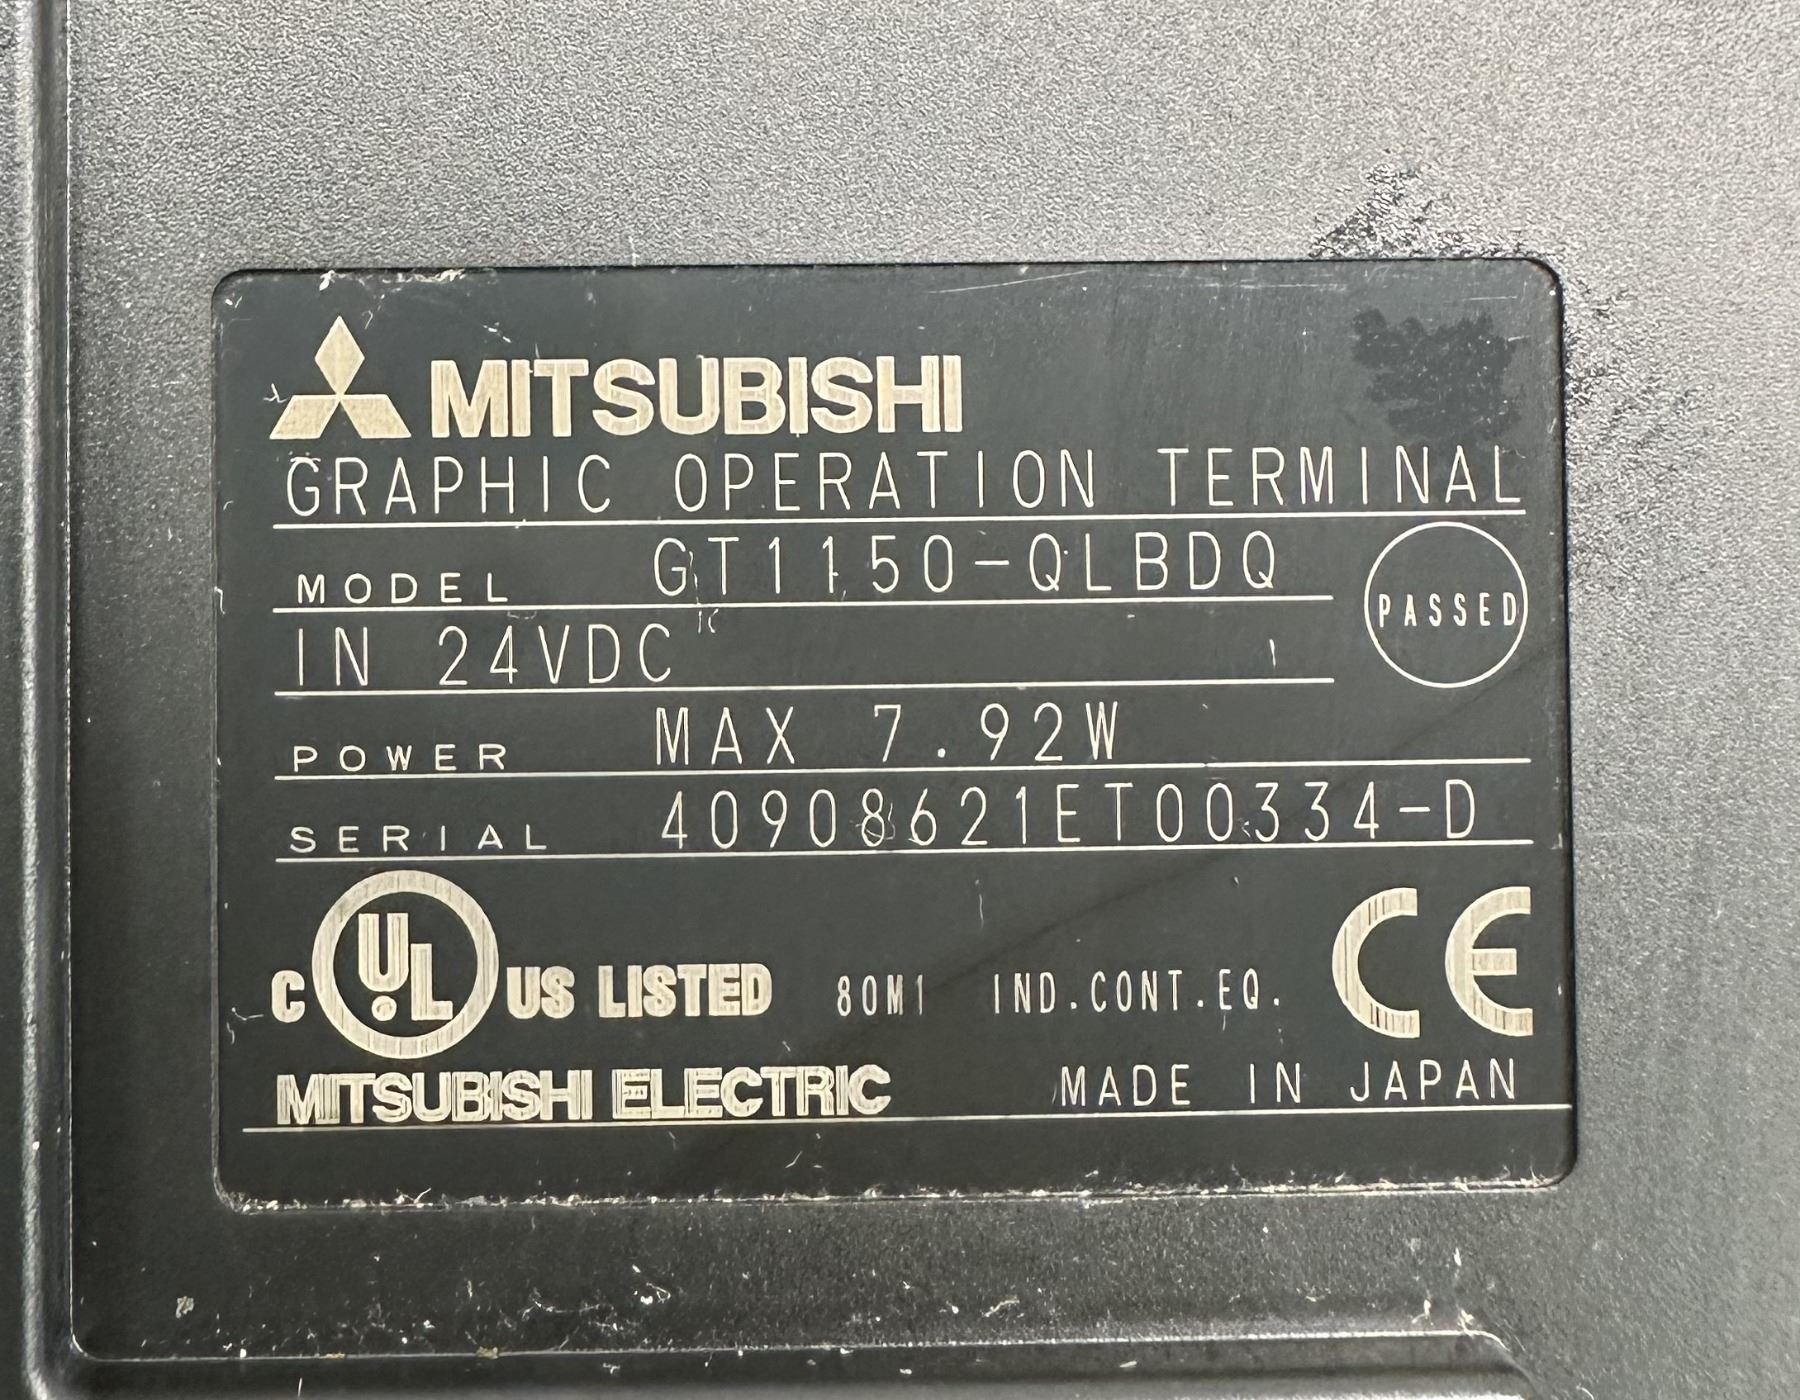 MITSUBISHI
GRAPHIC OPERATION TERMINAL
MODEL GT1150-QLBDQ
PASSED
IN 24VDC
POWER MAX 7.92W
SERIAL 40908621ET00334-D
C UL US LISTED 80M1 IND.CONT.EQ. CE
MITSUBISHI ELECTRIC MADE IN JAPAN